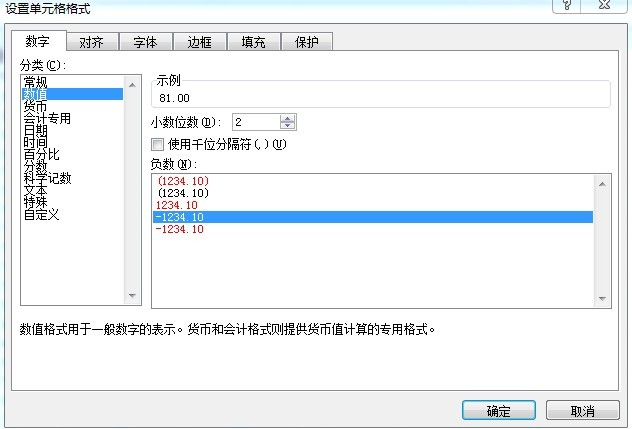 设置单元格格式
数字 对齐 字体 边框 填充 保护
分类(C):
常规
数值
货币
会计专用
日期
时间
百分比
分数
科学记数
文本
特殊
自定义
示例
81.00
小数位数(D): 2
使用千位分隔符(,)(U)
负数(N):
(1234.10)
(1234.10)
1234.10
-1234.10
-1234.10
数值格式用于一般数字的表示。货币和会计格式则提供货币值计算的专用格式。
确定 取消